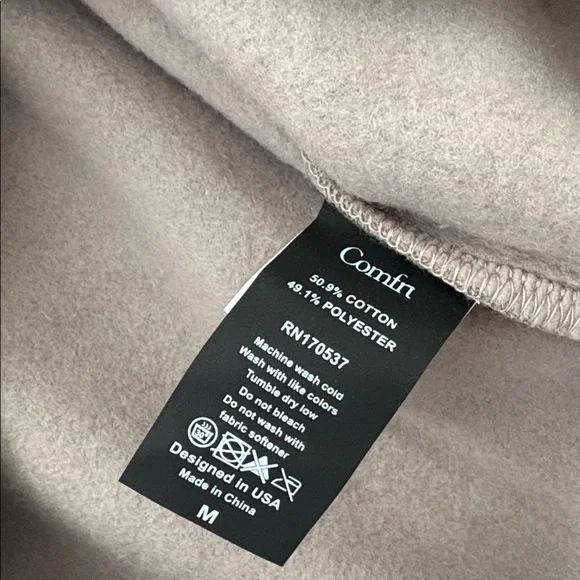 Comfrt
50.9% COTTON
49.1% POLYESTER
RN170537
Machine wash cold
Wash with like colors
Tumble dry low
Do not bleach
Do not wash with
fabric softener
30°
Designed in USA
Made in China
M